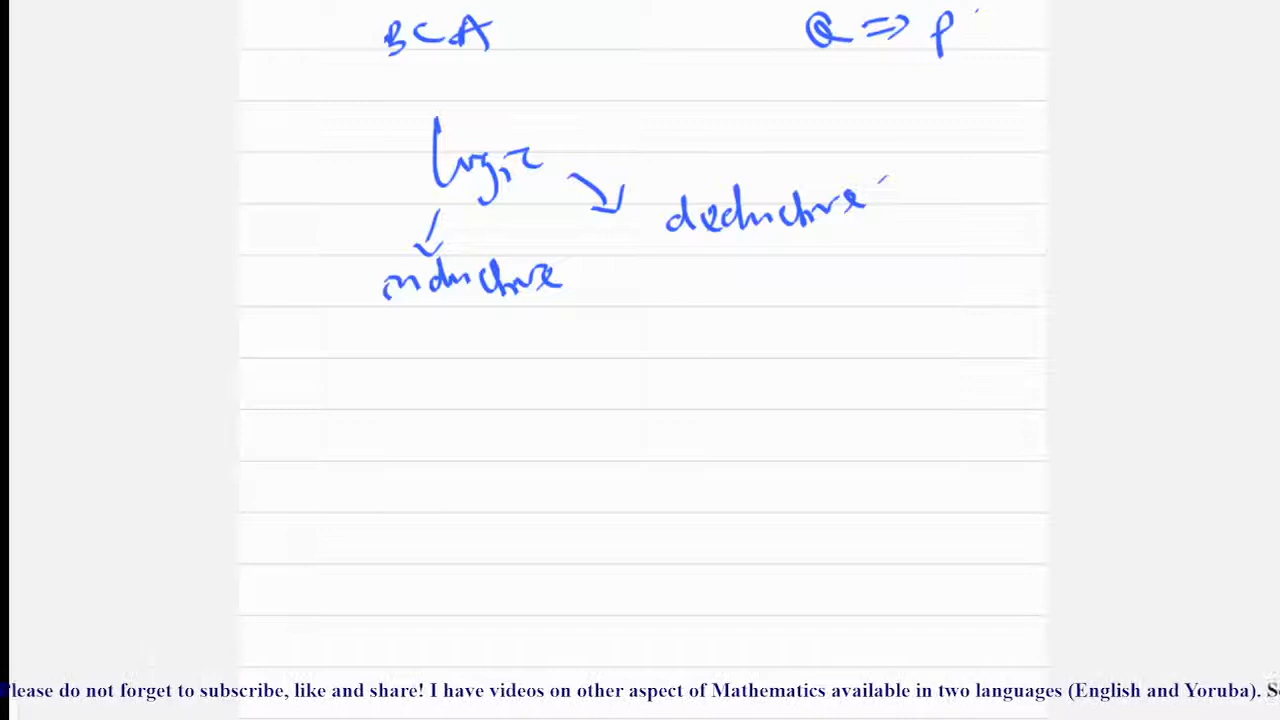 B ⊂ A Q ⇒ P
Logic
deductive
inductive
Please do not forget to subscribe, like and share! I have videos on other aspect of Mathematics available in two languages (English and Yoruba). S